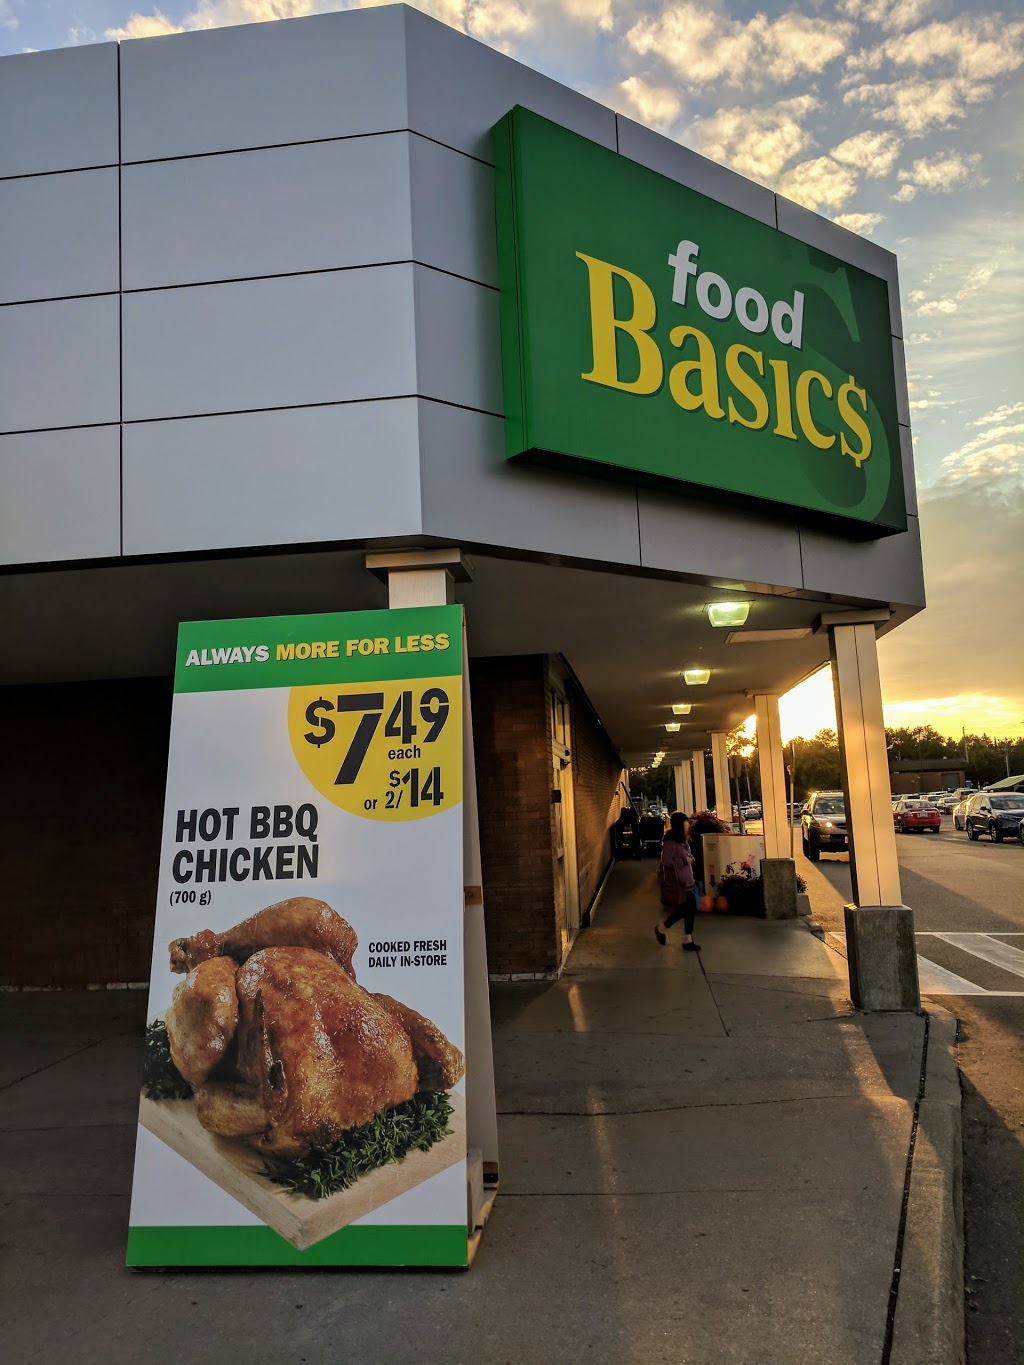 food
Basic$
ALWAYS MORE FOR LESS
$7.49
each
or 2/$14
HOT BBQ
CHICKEN
(700 g)
COOKED FRESH
DAILY IN-STORE